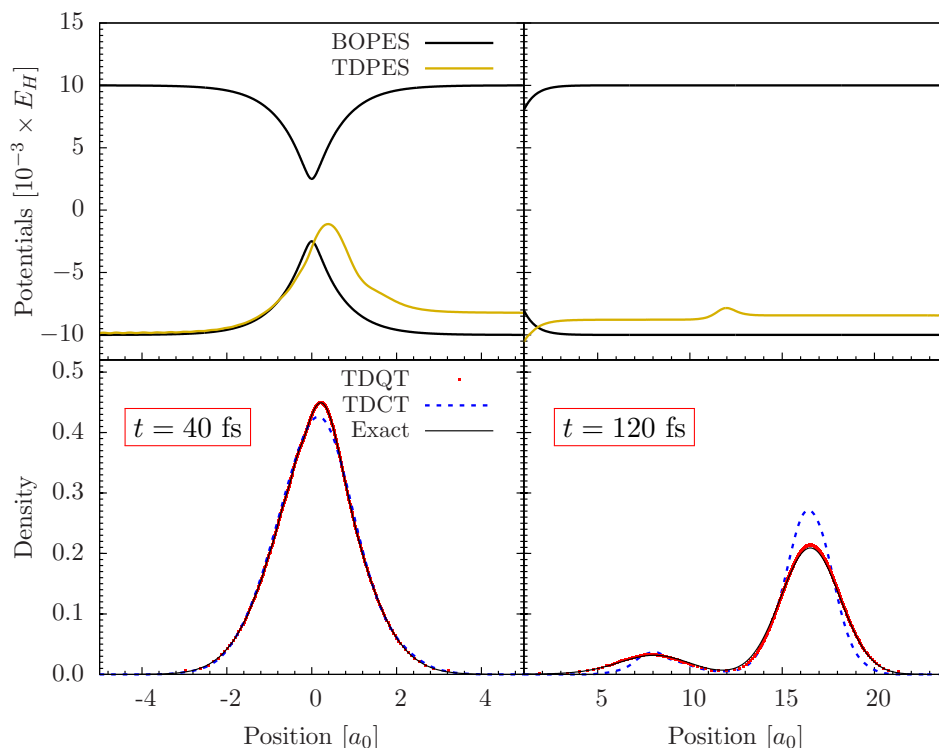 15
10
5
0
−5
−10
Potentials [10⁻³ × E_H]
BOPES
TDPES
0.5
0.4
0.3
0.2
0.1
0.0
Density
TDQT
TDCT
Exact
t = 40 fs
t = 120 fs
-4 -2 0 2 4
5 10 15 20
Position [a₀]
Position [a₀]